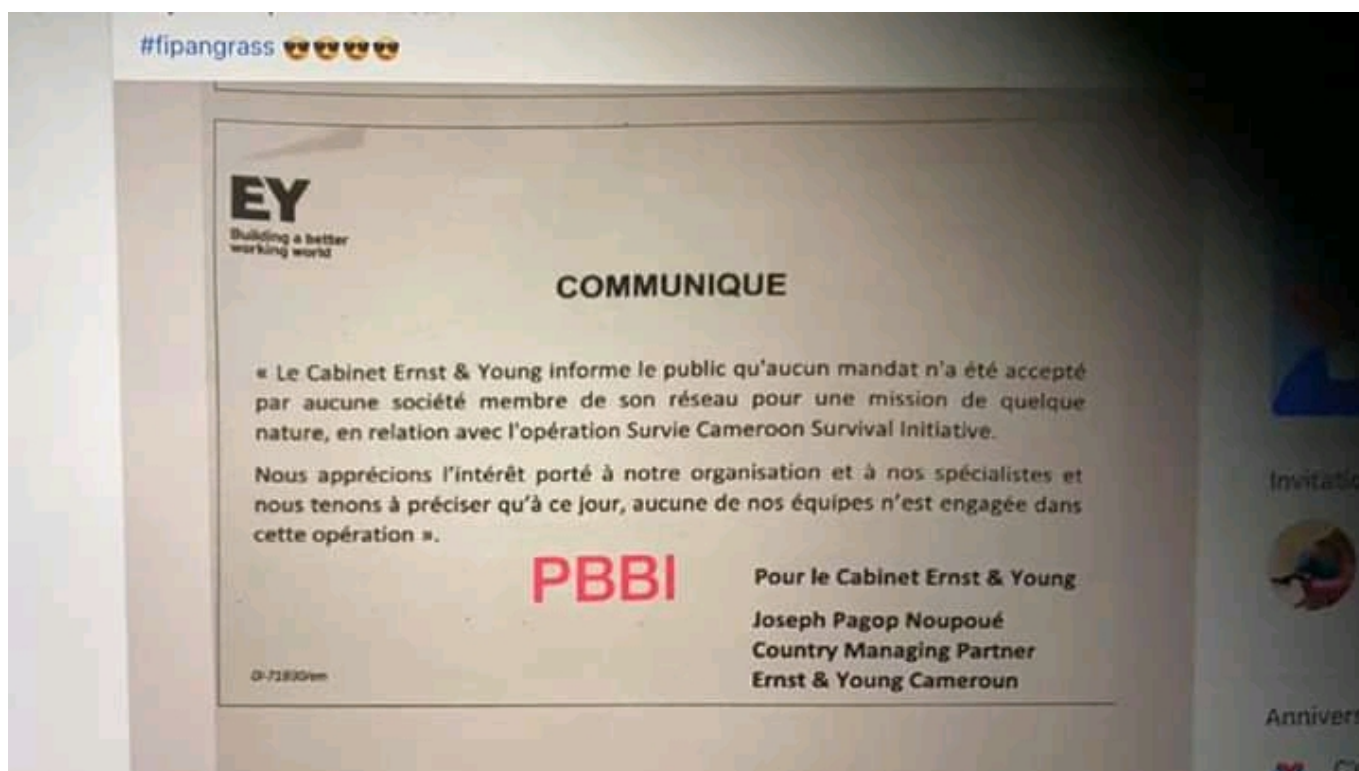 #fipangrass
EY
Building a better
working world
COMMUNIQUE
« Le Cabinet Ernst & Young informe le public qu'aucun mandat n'a été accepté
par aucune société membre de son réseau pour une mission de quelque
nature, en relation avec l'opération Survie Cameroon Survival Initiative.
Nous apprécions l'intérêt porté à notre organisation et à nos spécialistes et
nous tenons à préciser qu'à ce jour, aucune de nos équipes n'est engagée dans
cette opération ».
PBBI
Pour le Cabinet Ernst & Young
Joseph Pagop Noupoué
Country Managing Partner
Ernst & Young Cameroun